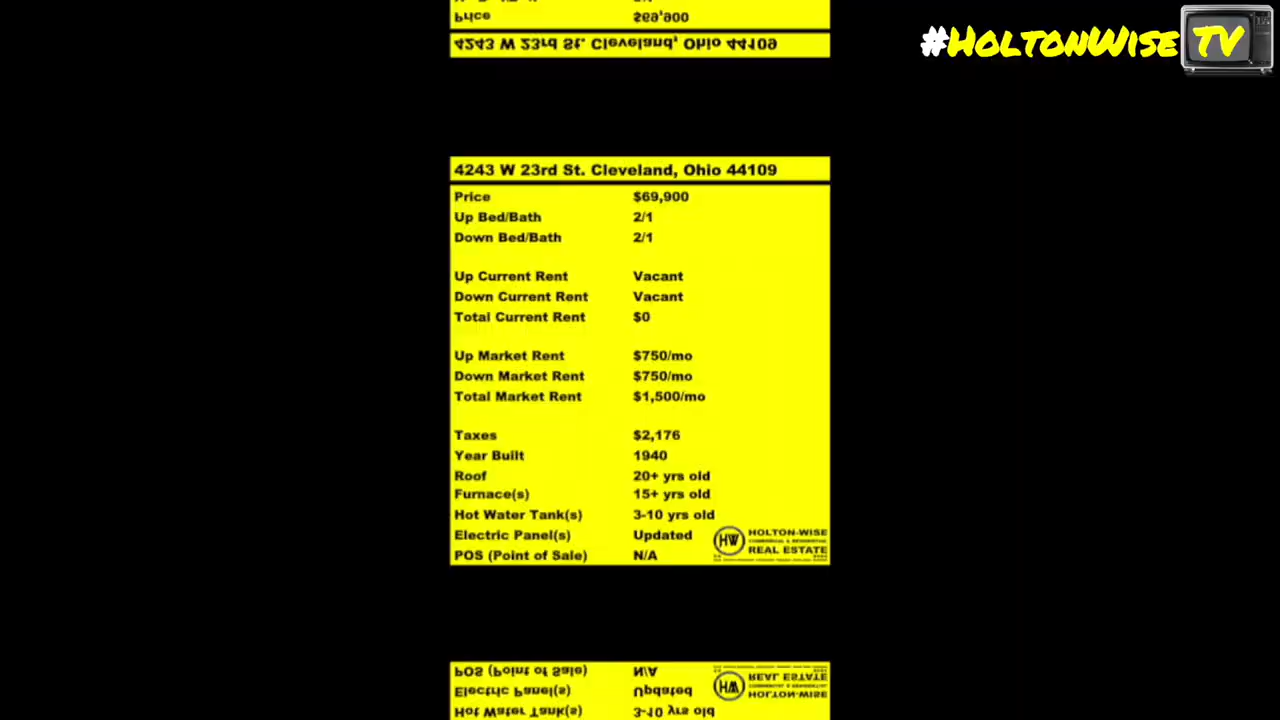 Price $69,900
4243 W 23rd St. Cleveland, Ohio 44109
#HoltonWise TV
4243 W 23rd St. Cleveland, Ohio 44109
Price $69,900
Up Bed/Bath 2/1
Down Bed/Bath 2/1
Up Current Rent Vacant
Down Current Rent Vacant
Total Current Rent $0
Up Market Rent $750/mo
Down Market Rent $750/mo
Total Market Rent $1,500/mo
Taxes $2,176
Year Built 1940
Roof 20+ yrs old
Furnace(s) 15+ yrs old
Hot Water Tank(s) 3-10 yrs old
Electric Panel(s) Updated
POS (Point of Sale) N/A
HW
HOLTON-WISE
COMMERCIAL & RESIDENTIAL
REAL ESTATE
POS (Point of Sale) N/A
Electric Panel(s) Updated
Hot Water Tank(s) 3-10 yrs old
HW
REAL ESTATE
COMMERCIAL & RESIDENTIAL
HOLTON-WISE